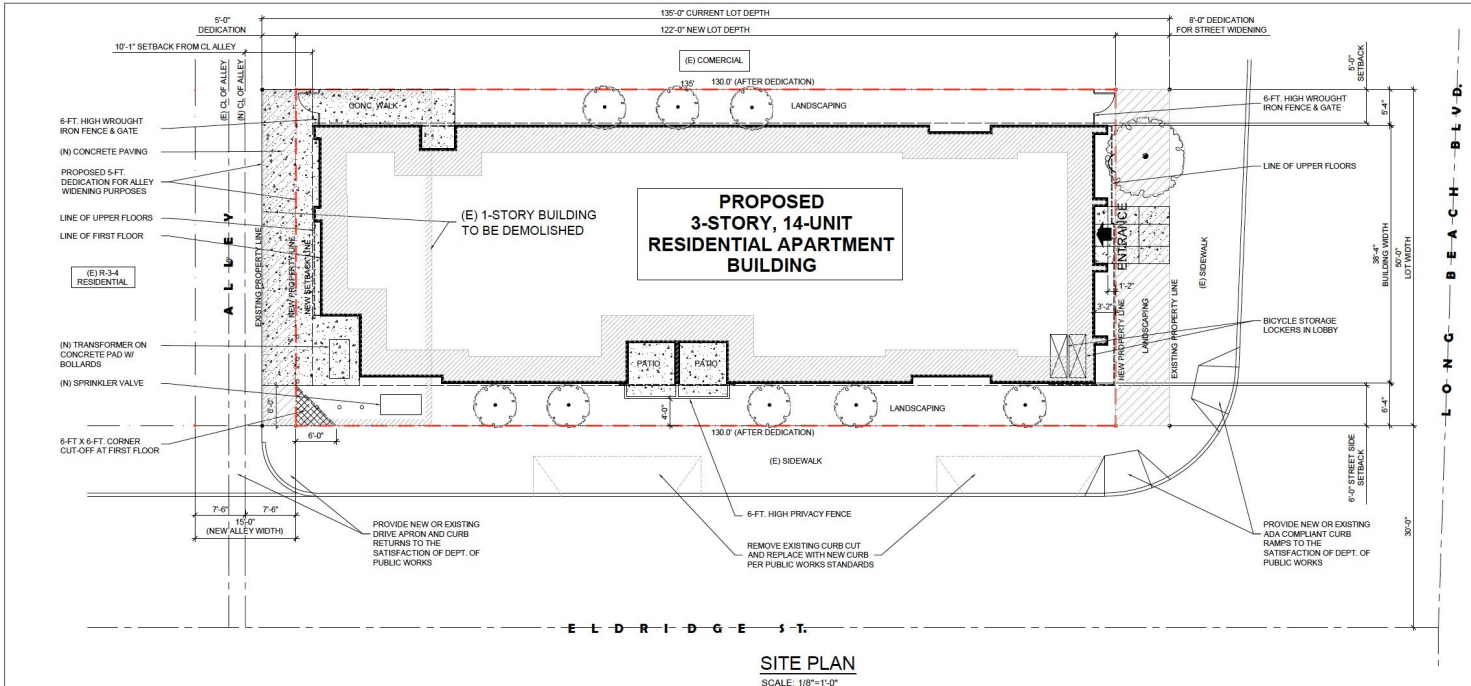 135'-0" CURRENT LOT DEPTH
5'-0"
DEDICATION
122'-0" NEW LOT DEPTH
8'-0" DEDICATION
FOR STREET WIDENING
10'-1" SETBACK FROM CL ALLEY
(E) COMERCIAL
135'
130.0' (AFTER DEDICATION)
5'-0"
SETBACK
(E) CL OF ALLEY
(N) CL OF ALLEY
CONC. WALK
LANDSCAPING
6-FT. HIGH WROUGHT
IRON FENCE & GATE
6-FT. HIGH WROUGHT
IRON FENCE & GATE
5'-4"
(N) CONCRETE PAVING
PROPOSED 5-FT.
DEDICATION FOR ALLEY
WIDENING PURPOSES
LINE OF UPPER FLOORS
LINE OF UPPER FLOORS
LINE OF FIRST FLOOR
(E) 1-STORY BUILDING
TO BE DEMOLISHED
PROPOSED
3-STORY, 14-UNIT
RESIDENTIAL APARTMENT
BUILDING
ENTRANCE
(E) R-3-4
RESIDENTIAL
ALLEY
EXISTING PROPERTY LINE
NEW PROPERTY LINE
NEW SETBACK LINE
1'-2"
3'-2"
NEW PROPERTY LINE
LANDSCAPING
EXISTING PROPERTY LINE
(E) SIDEWALK
38'-4"
BUILDING WIDTH
50'-0"
LOT WIDTH
LONG BEACH BLVD.
BICYCLE STORAGE
LOCKERS IN LOBBY
(N) TRANSFORMER ON
CONCRETE PAD W/
BOLLARDS
PATIO
PATIO
(N) SPRINKLER VALVE
6'-0"
4'-0"
LANDSCAPING
6'-4"
6-FT X 6-FT. CORNER
CUT-OFF AT FIRST FLOOR
6'-0"
130.0' (AFTER DEDICATION)
(E) SIDEWALK
6'-0" STREET SIDE
SETBACK
7'-6"
7'-6"
15'-0"
(NEW ALLEY WIDTH)
6-FT. HIGH PRIVACY FENCE
30'-0"
PROVIDE NEW OR EXISTING
DRIVE APRON AND CURB
RETURNS TO THE
SATISFACTION OF DEPT. OF
PUBLIC WORKS
REMOVE EXISTING CURB CUT
AND REPLACE WITH NEW CURB
PER PUBLIC WORKS STANDARDS
PROVIDE NEW OR EXISTING
ADA COMPLIANT CURB
RAMPS TO THE
SATISFACTION OF DEPT. OF
PUBLIC WORKS
ELDRIDGE ST.
SITE PLAN
SCALE: 1/8"=1'-0"